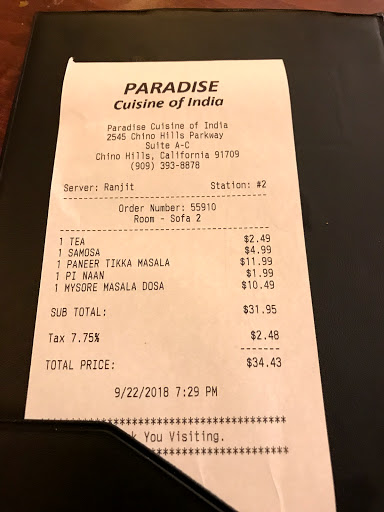 PARADISE
Cuisine of India
Paradise Cuisine of India
2545 Chino Hills Parkway
Suite A-C
Chino Hills, California 91709
(909) 393-8878
Server: Ranjit Station: #2
--------------------------------
Order Number: 55910
Room - Sofa 2
--------------------------------
1 TEA $2.49
1 SAMOSA $4.99
1 PANEER TIKKA MASALA $11.99
1 PI NAAN $1.99
1 MYSORE MASALA DOSA $10.49
SUB TOTAL: $31.95
Tax 7.75% $2.48
-------
TOTAL PRICE: $34.43
9/22/2018 7:29 PM
********************************
k You Visiting.
********************************